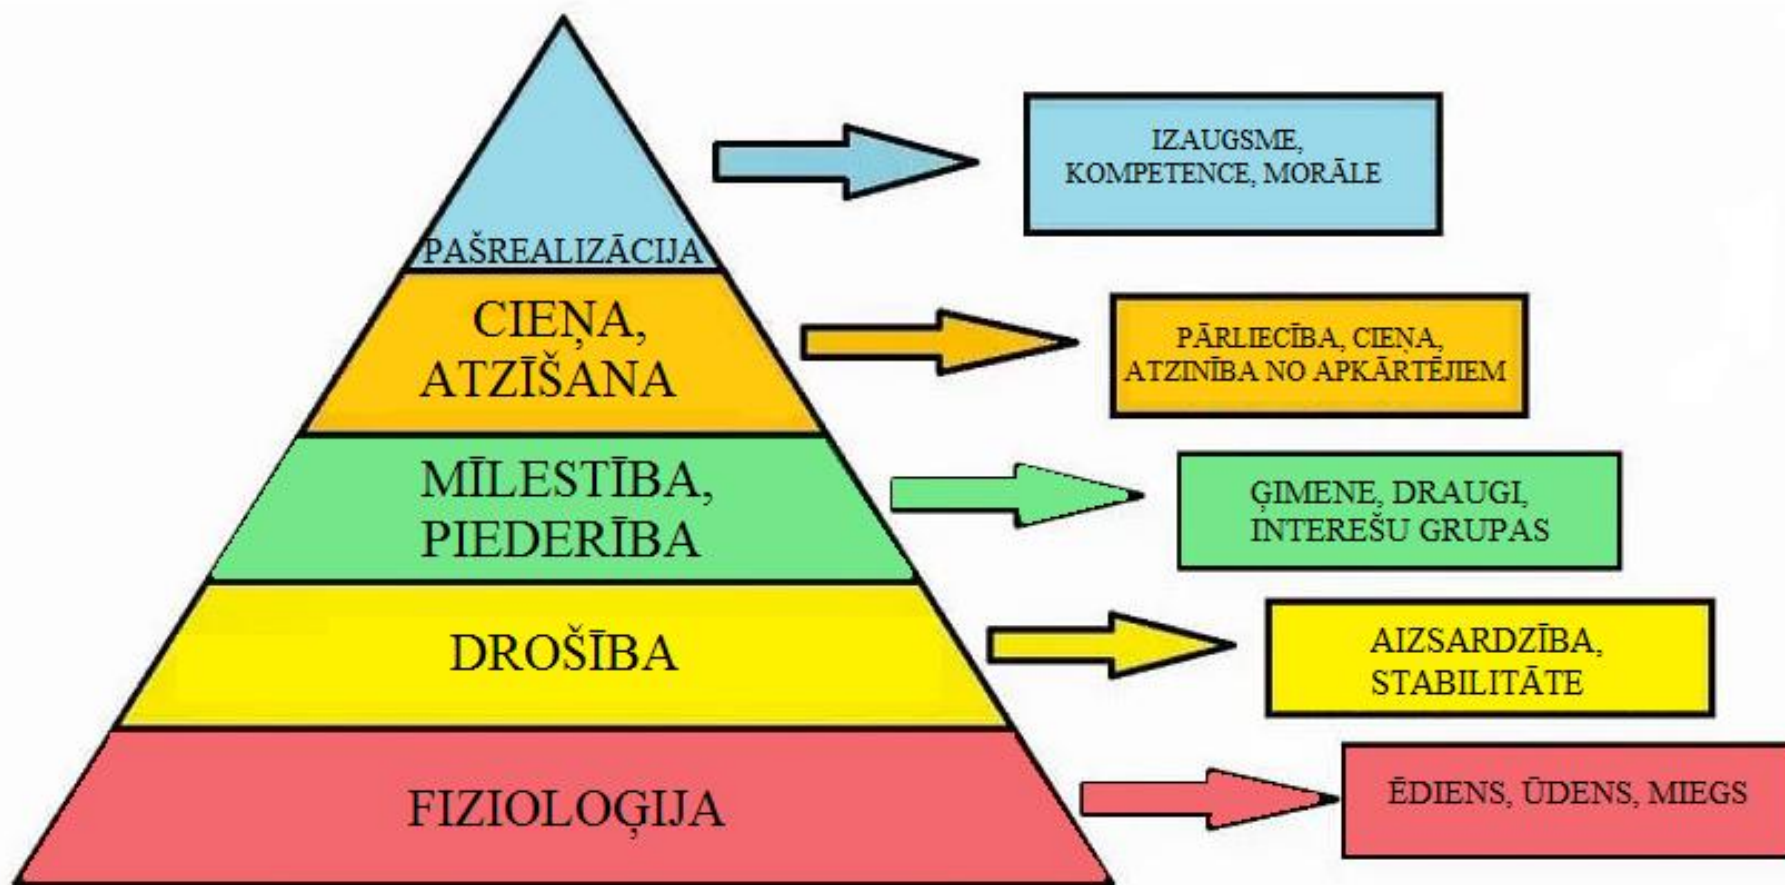 IZAUGSME,
KOMPETENCE, MORĀLE
PAŠREALIZĀCIJA
CIEŅA,
ATZĪŠANA
PĀRLIECĪBA, CIEŅA,
ATZINĪBA NO APKĀRTĒJIEM
MĪLESTĪBA,
PIEDERĪBA
ĢIMENE, DRAUGI,
INTEREŠU GRUPAS
DROŠĪBA
AIZSARDZĪBA,
STABILITĀTE
FIZIOLOĢIJA
ĒDIENS, ŪDENS, MIEGS